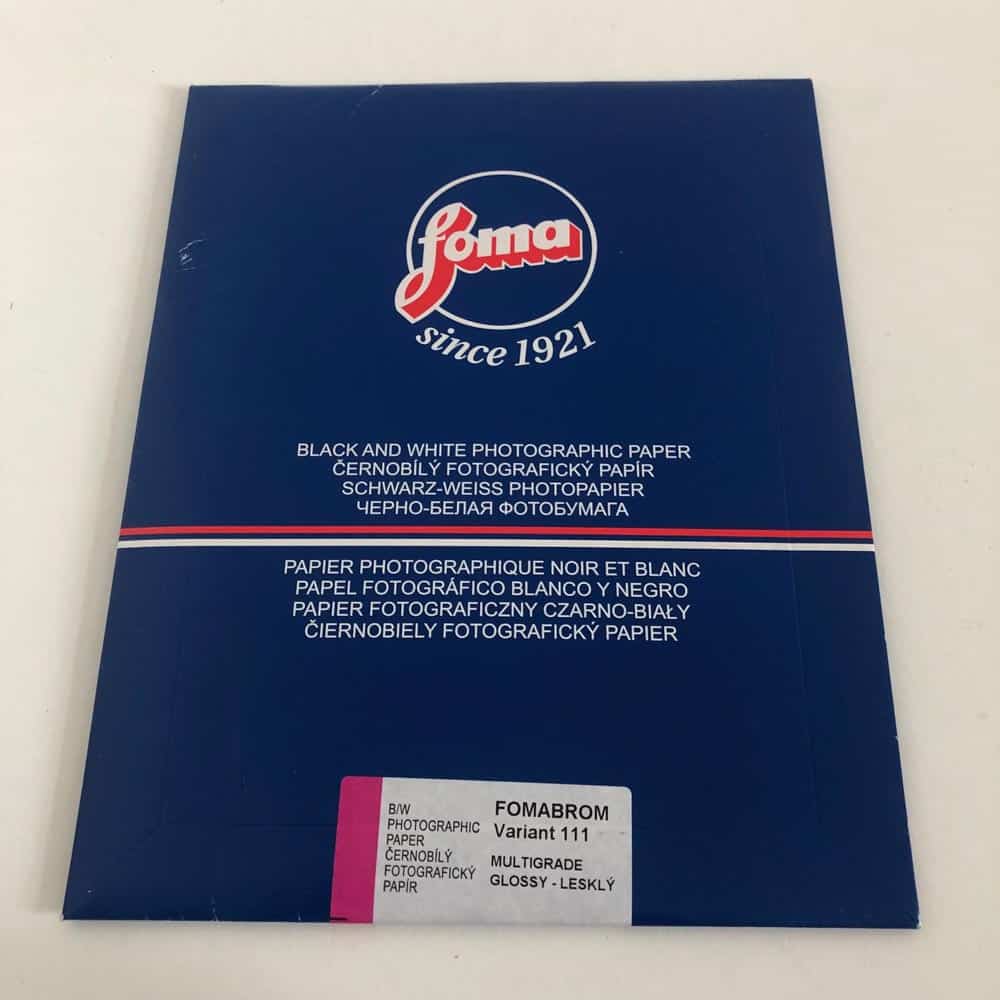 foma
since 1921
BLACK AND WHITE PHOTOGRAPHIC PAPER
ČERNOBÍLÝ FOTOGRAFICKÝ PAPÍR
SCHWARZ-WEISS PHOTOPAPIER
ЧЕРНО-БЕЛАЯ ФОТОБУМАГА
PAPIER PHOTOGRAPHIQUE NOIR ET BLANC
PAPEL FOTOGRÁFICO BLANCO Y NEGRO
PAPIER FOTOGRAFICZNY CZARNO-BIAŁY
ČIERNOBIELY FOTOGRAFICKÝ PAPIER
B/W
PHOTOGRAPHIC
PAPER
ČERNOBÍLÝ
FOTOGRAFICKÝ
PAPÍR
FOMABROM
Variant 111
MULTIGRADE
GLOSSY - LESKLÝ